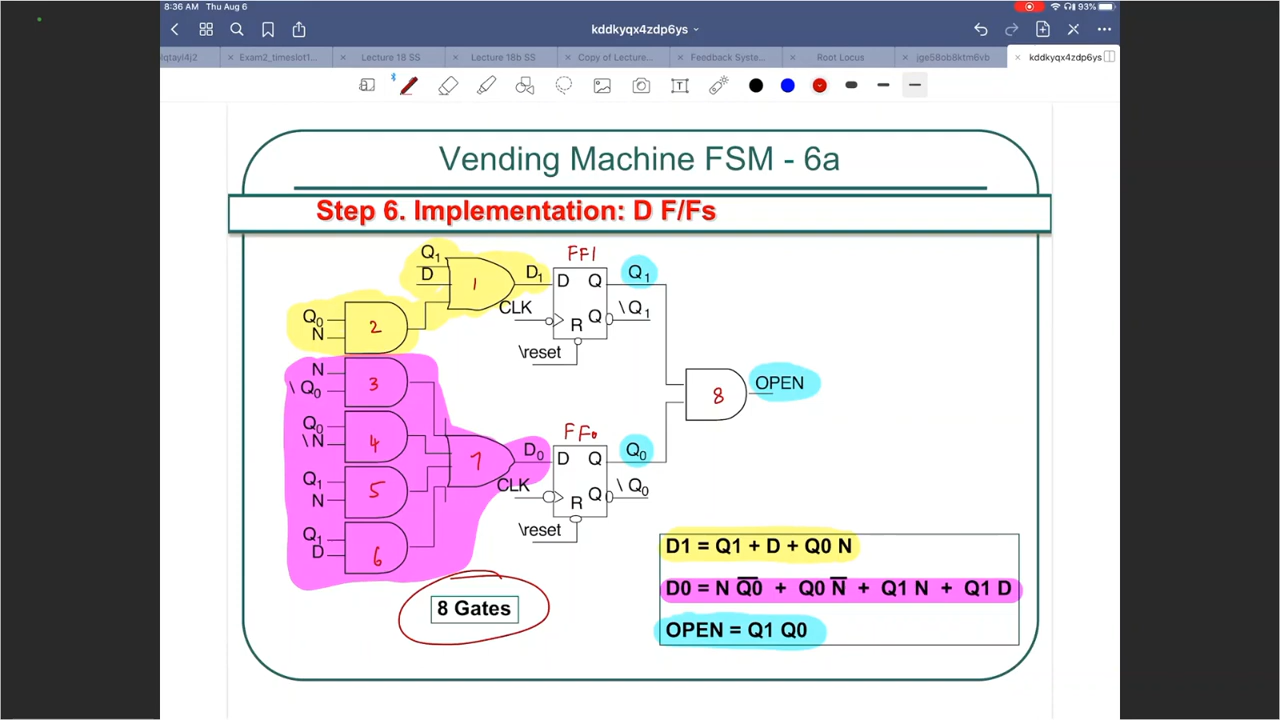 8:36 AM Thu Aug 6
93%
kddkyqx4zdp6ys
lqtayl4j2
Exam2_timeslot1...
Lecture 18 SS
Lecture 18b SS
Copy of Lecture...
Feedback Syste...
Root Locus
jge58ob8ktm6vb
kddkyqx4zdp6ys
T
Vending Machine FSM - 6a
Step 6. Implementation: D F/Fs
Q1
D
1
D1
FF1
D Q
Q1
CLK
R Q
\ Q1
\reset
Q0
N
2
N
\ Q0
3
Q0
\ N
4
Q1
N
5
Q1
D
6
7
D0
FF0
D Q
Q0
CLK
R Q
\ Q0
\reset
8
OPEN
8 Gates
D1 = Q1 + D + Q0 N
D0 = N Q̅0̅ + Q0 N̅ + Q1 N + Q1 D
OPEN = Q1 Q0